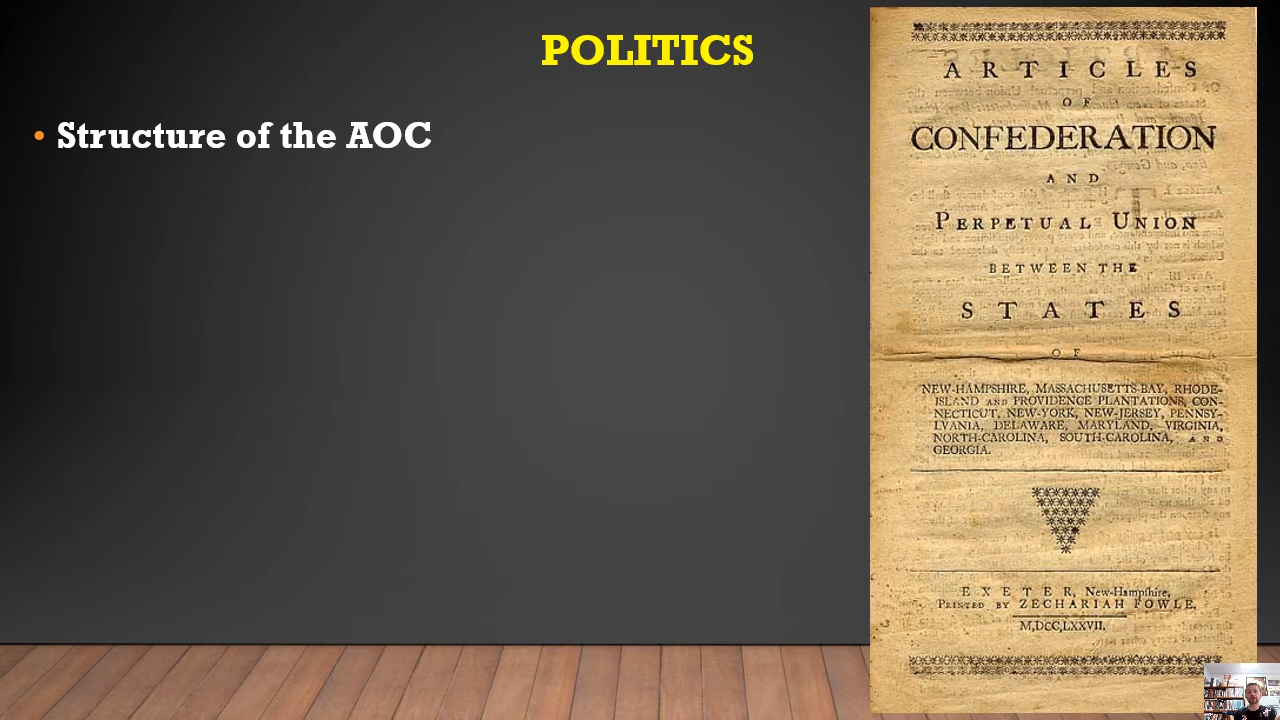 POLITICS
• Structure of the AOC
ARTICLES
OF
CONFEDERATION
AND
PERPETUAL UNION
BETWEEN THE
STATES
OF
NEW-HAMPSHIRE, MASSACHUSETTS-BAY, RHODE-
ISLAND AND PROVIDENCE PLANTATIONS, CON-
NECTICUT, NEW-YORK, NEW-JERSEY, PENNSY-
LVANIA, DELAWARE, MARYLAND, VIRGINIA,
NORTH-CAROLINA, SOUTH-CAROLINA, AND
GEORGIA.
EXETER, New-Hampshire,
PRINTED BY ZECHARIAH FOWLE.
M,DCC,LXXVII.